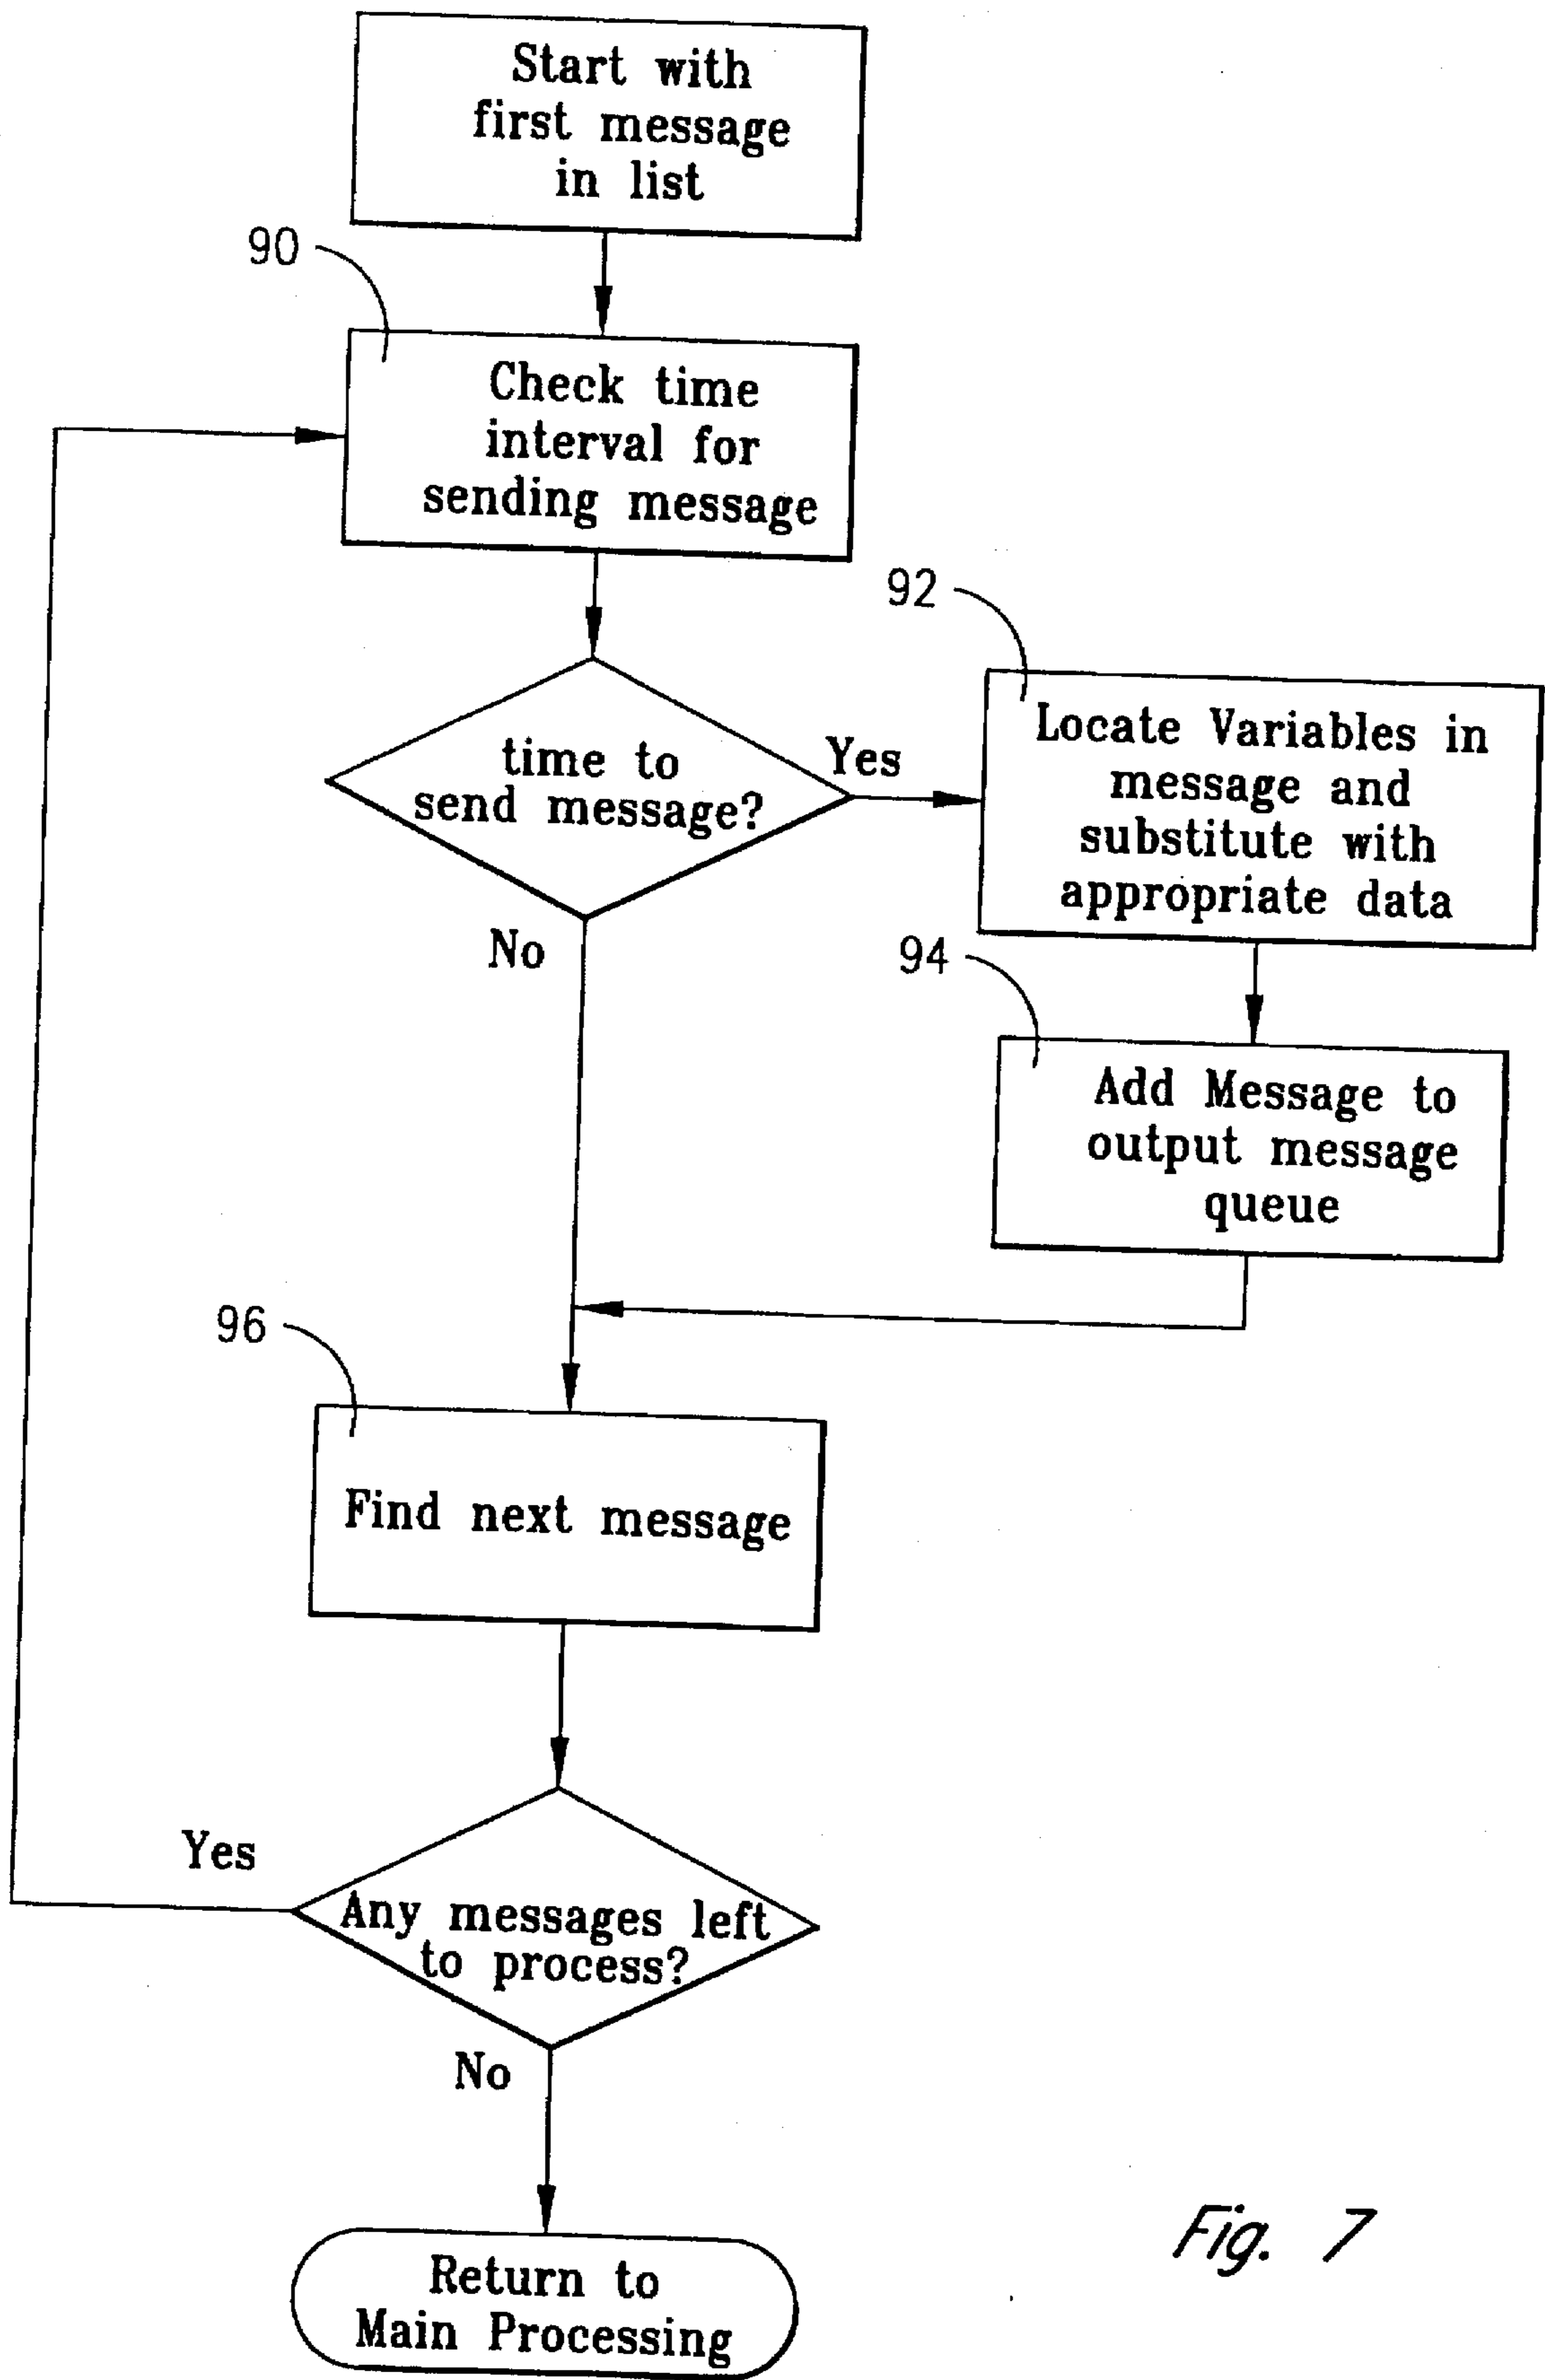 Start with
first message
in list
90
Check time
interval for
sending message
92
time to
send message?
Yes
Locate Variables in
message and
substitute with
appropriate data
No
94
Add Message to
output message
queue
96
Find next message
Yes
Any messages left
to process?
No
Return to
Main Processing
Fig. 7